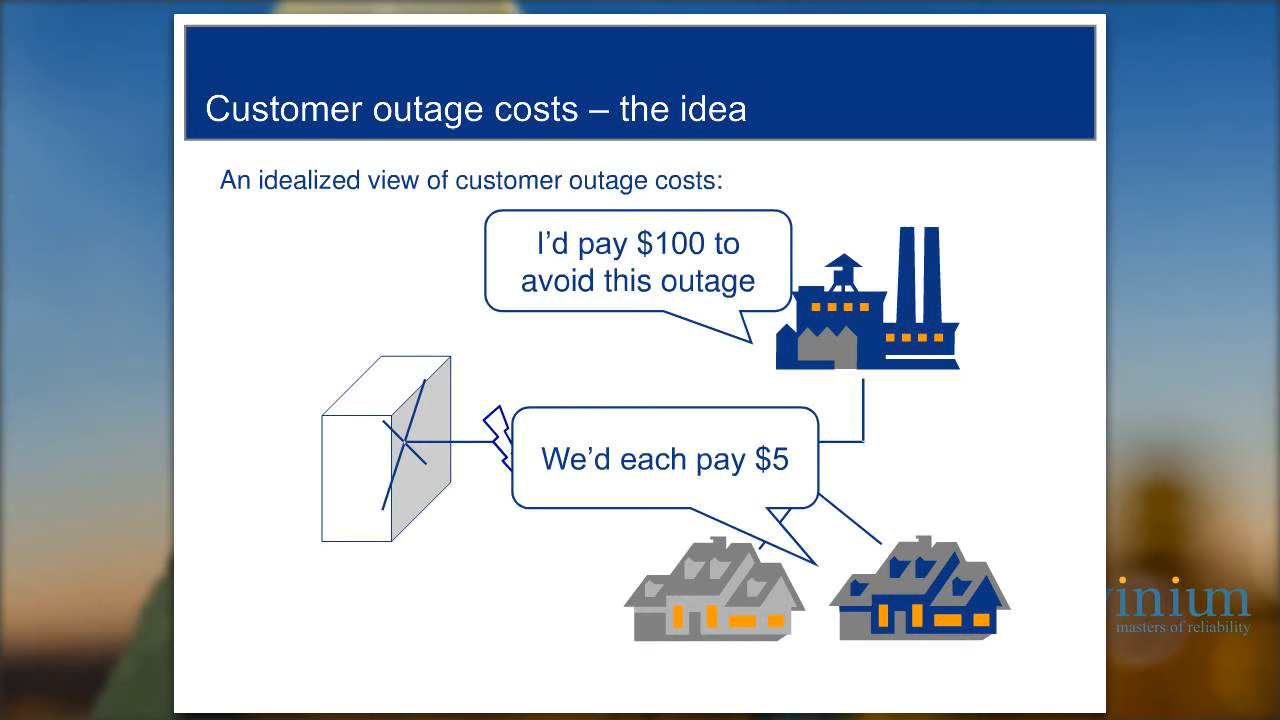 Customer outage costs – the idea
An idealized view of customer outage costs:
I'd pay $100 to
avoid this outage
We'd each pay $5
vinium
masters of reliability